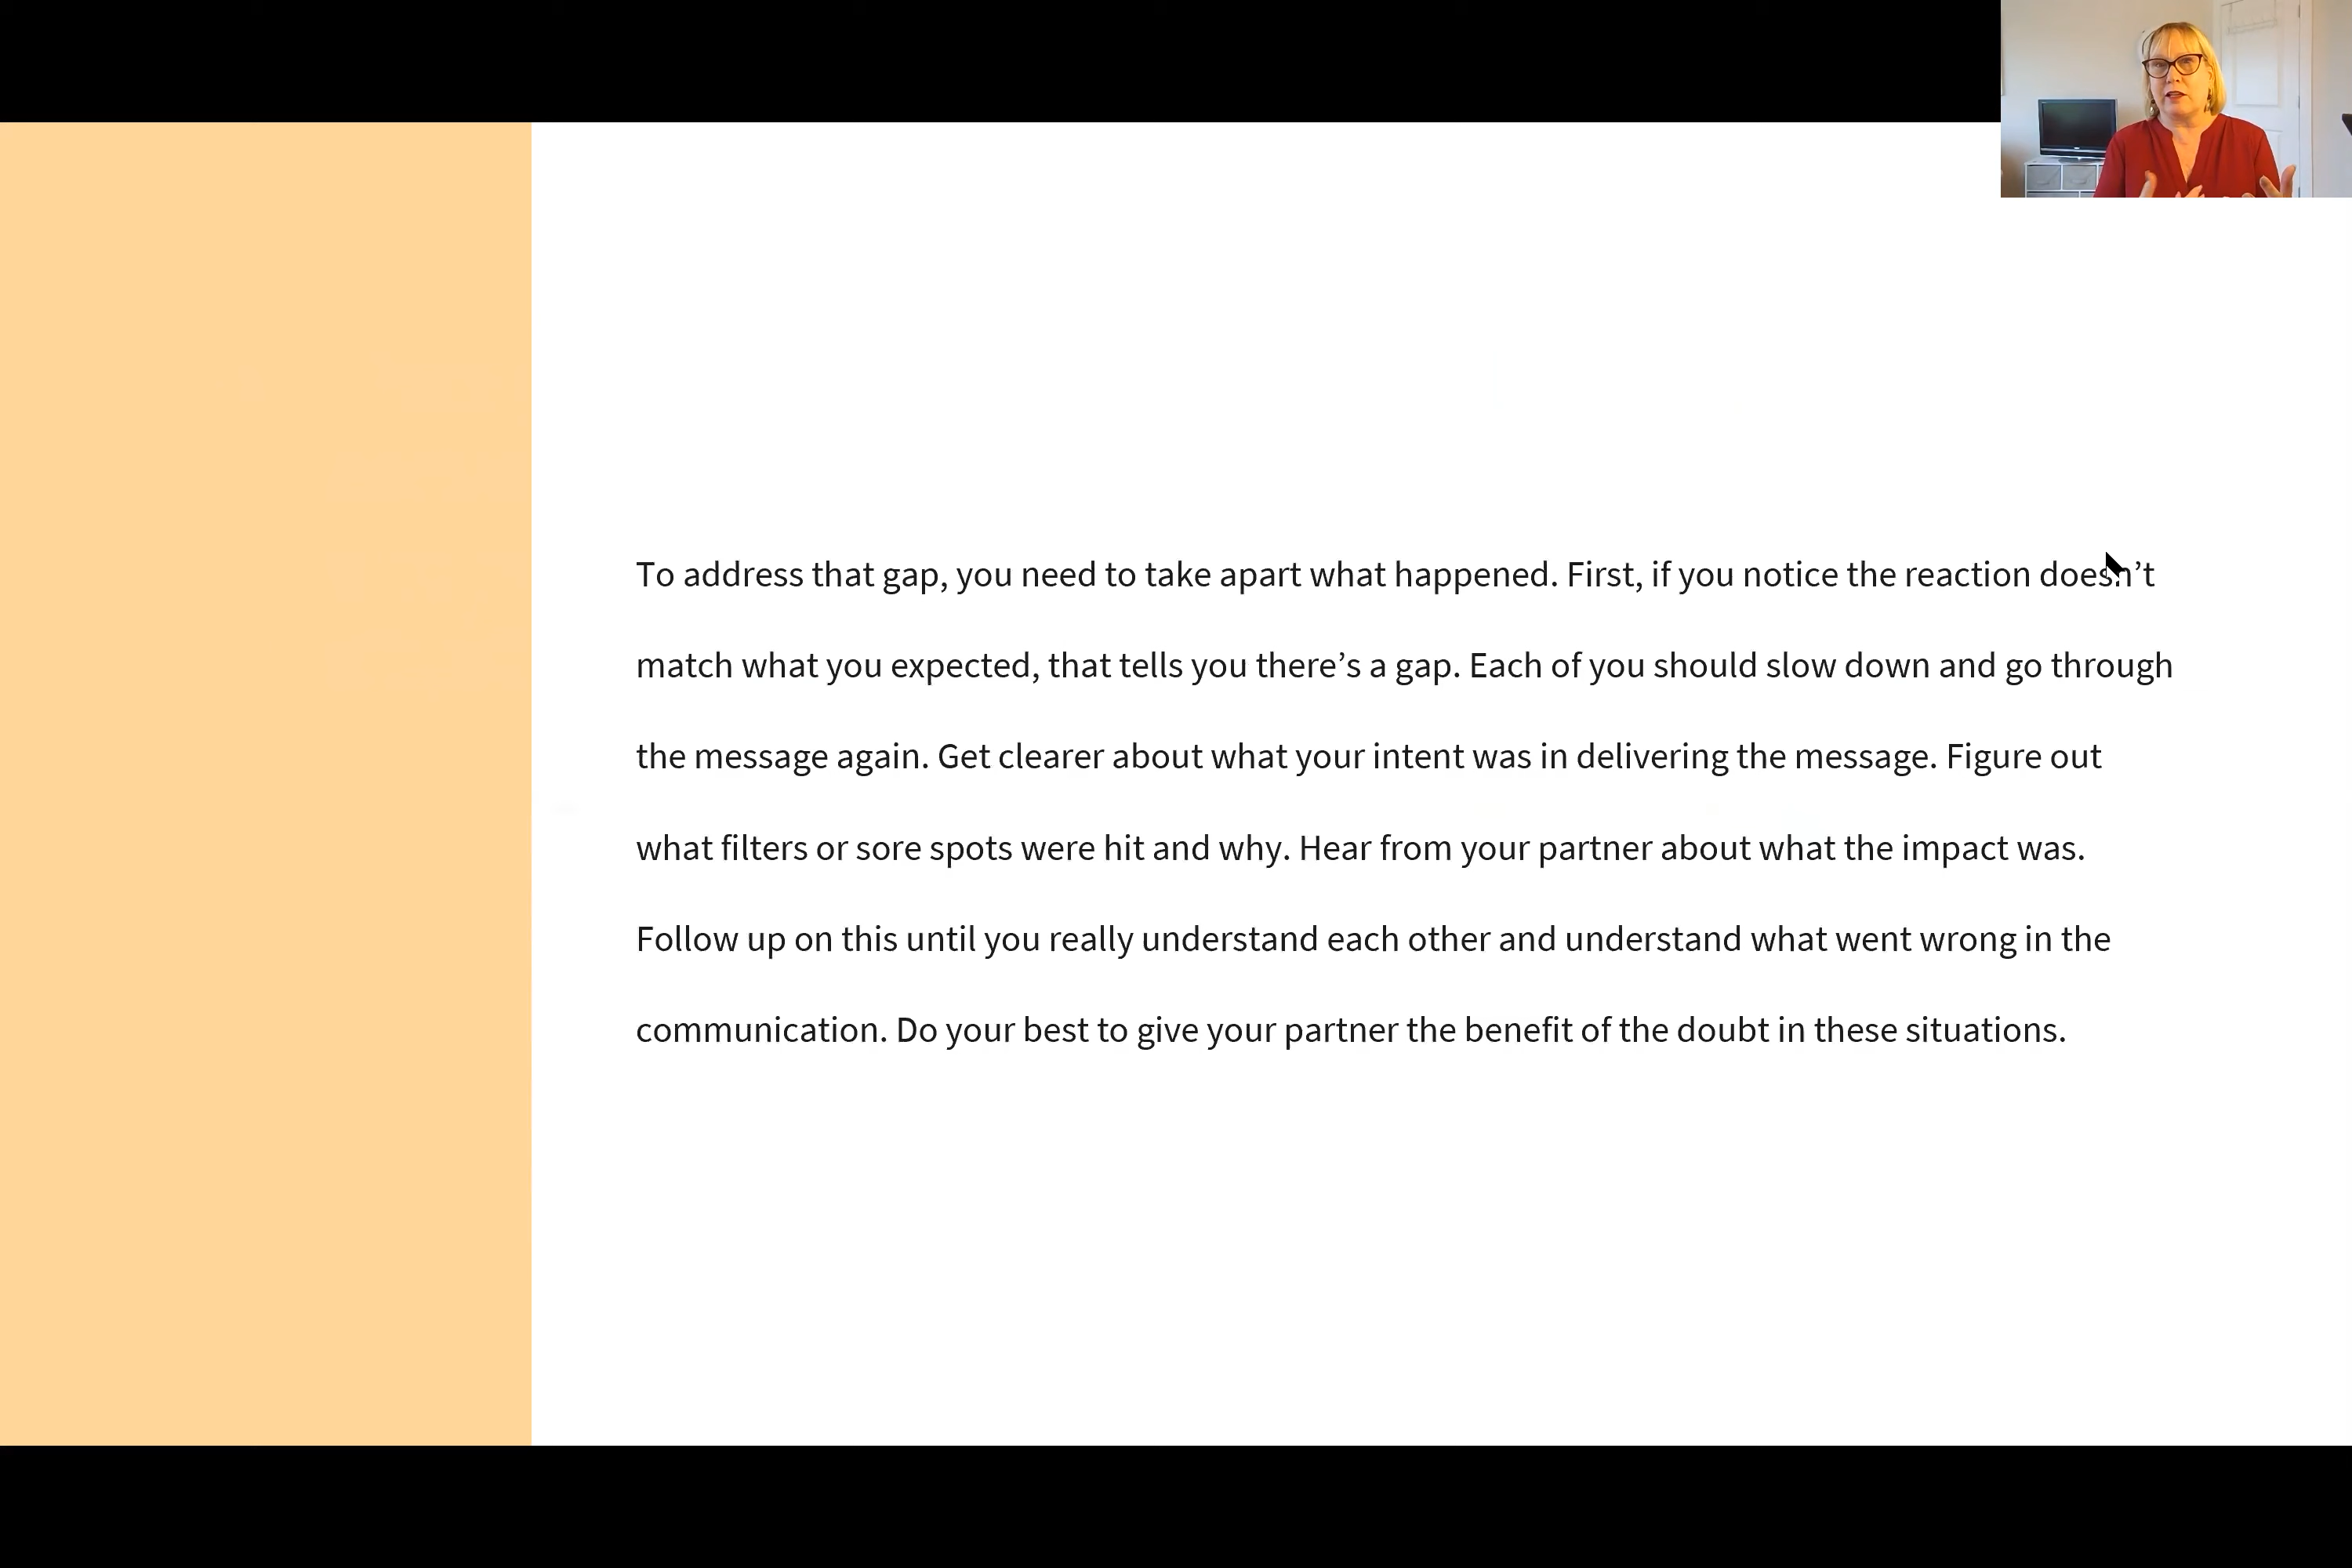 To address that gap, you need to take apart what happened. First, if you notice the reaction doesn’t
match what you expected, that tells you there’s a gap. Each of you should slow down and go through
the message again. Get clearer about what your intent was in delivering the message. Figure out
what filters or sore spots were hit and why. Hear from your partner about what the impact was.
Follow up on this until you really understand each other and understand what went wrong in the
communication. Do your best to give your partner the benefit of the doubt in these situations.